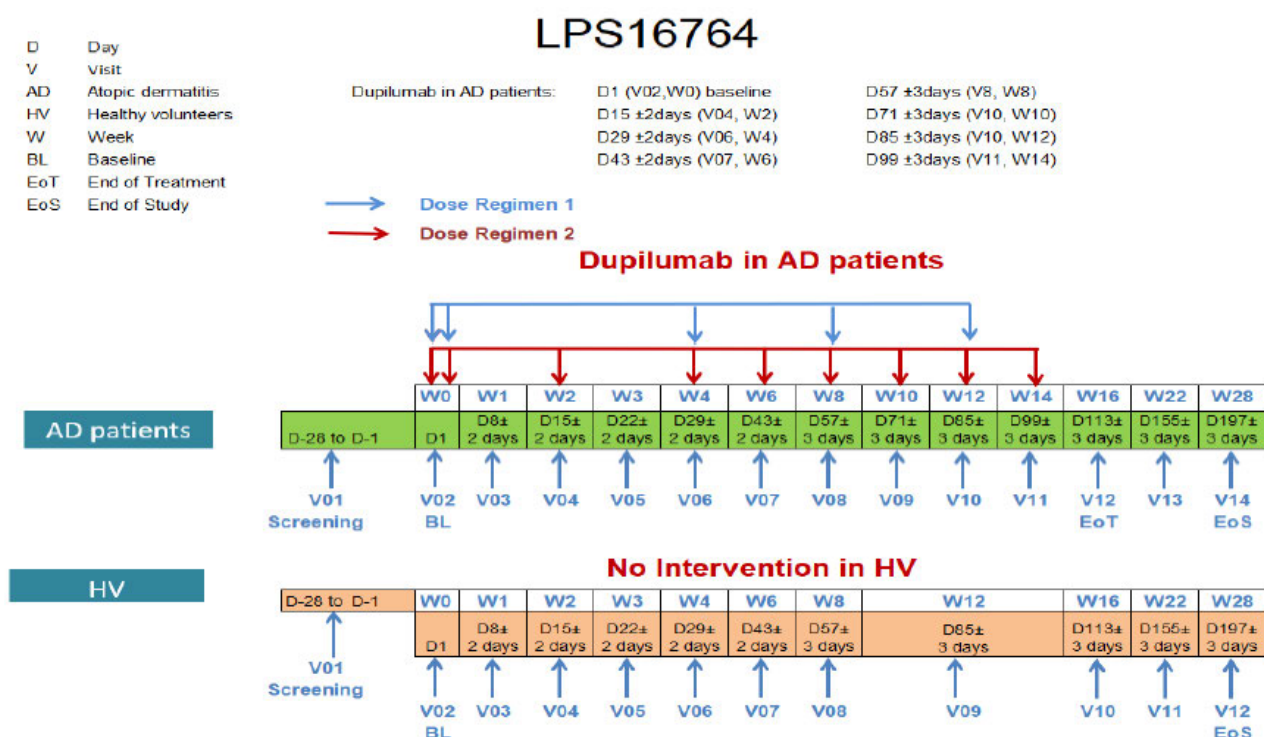 LPS16764
D Day
V Visit
AD Atopic dermatitis
HV Healthy volunteers
W Week
BL Baseline
EoT End of Treatment
EoS End of Study
Dupilumab in AD patients: D1 (V02,W0) baseline D57 ±3days (V8, W8)
D15 ±2days (V04, W2) D71 ±3days (V10, W10)
D29 ±2days (V06, W4) D85 ±3days (V10, W12)
D43 ±2days (V07, W6) D99 ±3days (V11, W14)
Dose Regimen 1
Dose Regimen 2
Dupilumab in AD patients
W0 W1 W2 W3 W4 W6 W8 W10 W12 W14 W16 W22 W28
AD patients
D-28 to D-1 D1 D8± 2 days D15± 2 days D22± 2 days D29± 2 days D43± 2 days D57± 3 days D71± 3 days D85± 3 days D99± 3 days D113± 3 days D155± 3 days D197± 3 days
V01 V02 V03 V04 V05 V06 V07 V08 V09 V10 V11 V12 V13 V14
Screening BL EoT EoS
No Intervention in HV
HV
D-28 to D-1 W0 W1 W2 W3 W4 W6 W8 W12 W16 W22 W28
D1 D8± 2 days D15± 2 days D22± 2 days D29± 2 days D43± 2 days D57± 3 days D85± 3 days D113± 3 days D155± 3 days D197± 3 days
V01
Screening
V02 V03 V04 V05 V06 V07 V08 V09 V10 V11 V12
BL EoS